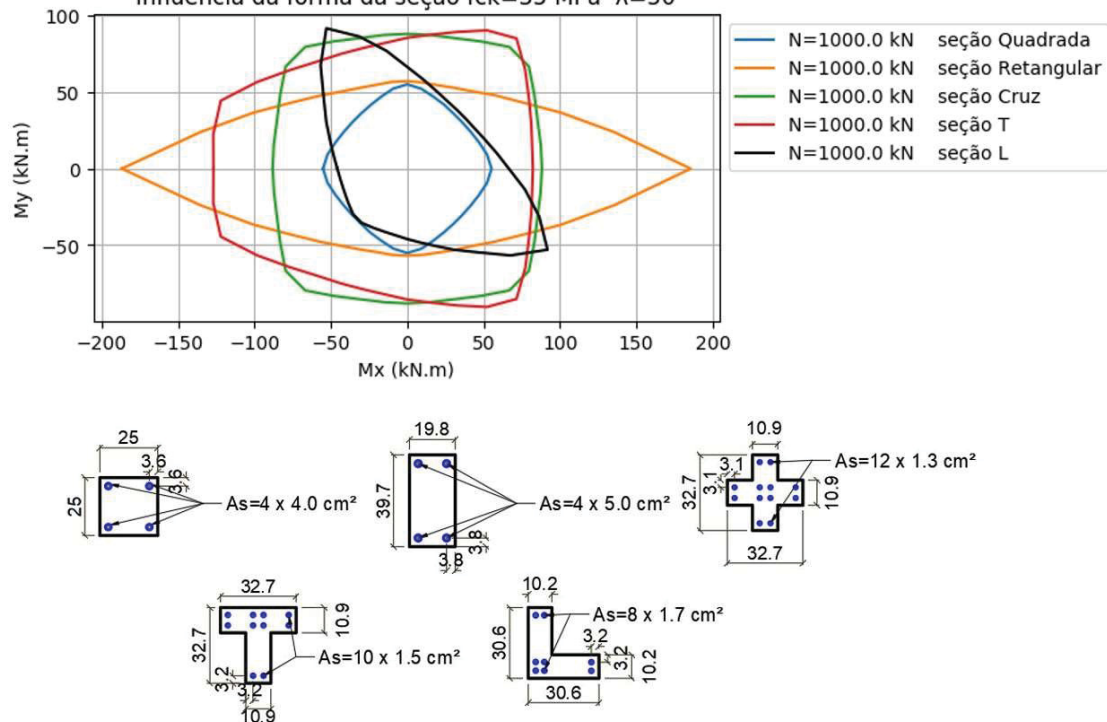 Influência da forma da seção fck=35 MPa λ=50
N=1000.0 kN seção Quadrada
N=1000.0 kN seção Retangular
N=1000.0 kN seção Cruz
N=1000.0 kN seção T
N=1000.0 kN seção L
100
50
0
−50
My (kN.m)
−200 −150 −100 −50 0 50 100 150 200
Mx (kN.m)
25
3.6
3.6
25
As=4 x 4.0 cm²
19.8
39.7
3.8
3.8
As=4 x 5.0 cm²
10.9
3.1
3.1
32.7
10.9
32.7
As=12 x 1.3 cm²
32.7
10.9
32.7
3.2
3.2
10.9
As=10 x 1.5 cm²
10.2
As=8 x 1.7 cm²
30.6
3.2
3.2
10.2
30.6